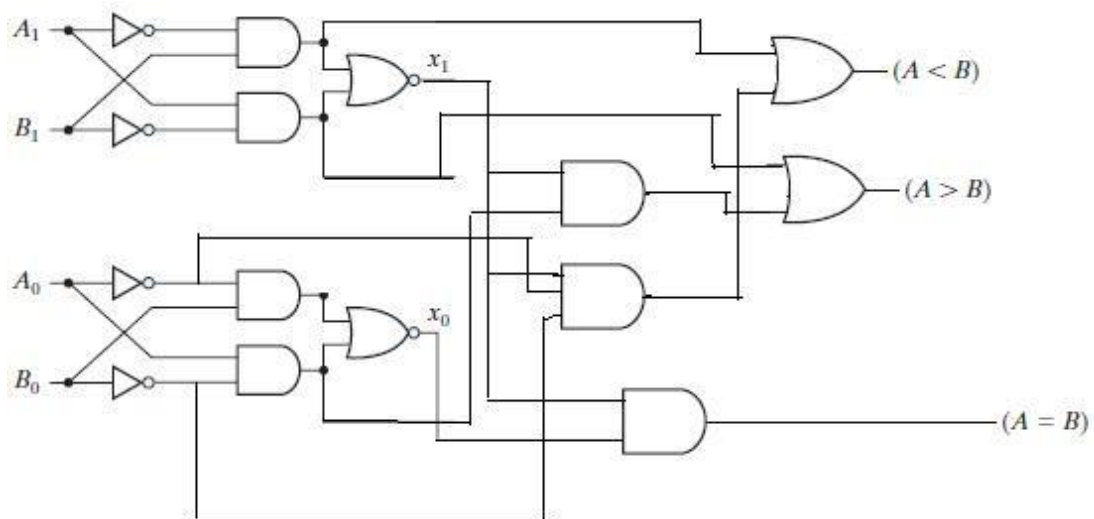 A₁
x₁
(A < B)
B₁
(A > B)
A₀
x₀
B₀
(A = B)